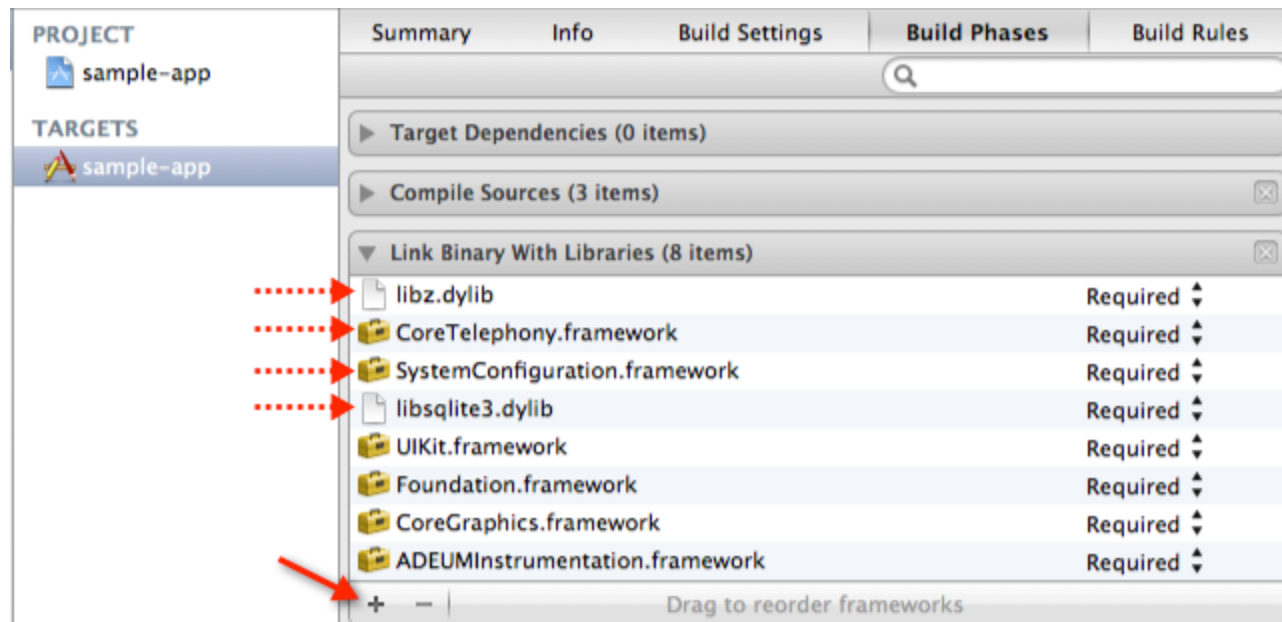 PROJECT
sample-app
TARGETS
sample-app
Summary Info Build Settings Build Phases Build Rules
Target Dependencies (0 items)
Compile Sources (3 items)
Link Binary With Libraries (8 items)
libz.dylib Required
CoreTelephony.framework Required
SystemConfiguration.framework Required
libsqlite3.dylib Required
UIKit.framework Required
Foundation.framework Required
CoreGraphics.framework Required
ADEUMInstrumentation.framework Required
+ − Drag to reorder frameworks